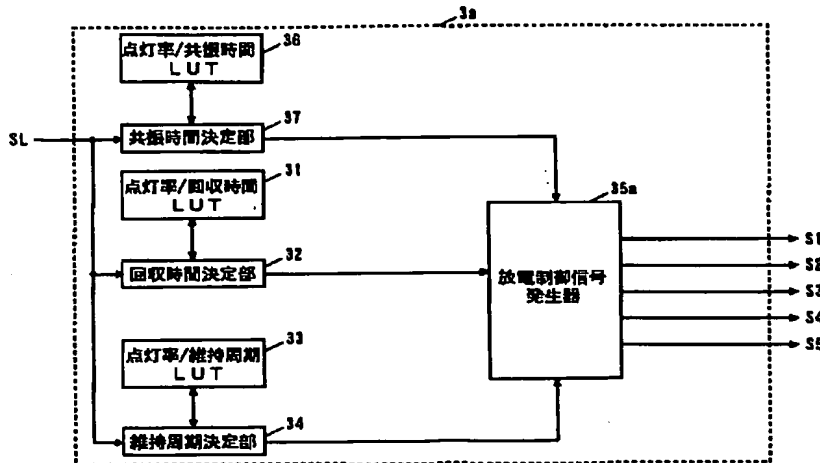 3a
点灯率/共振時間
LUT
36
SL
共振時間決定部
37
点灯率/回収時間
LUT
31
35a
回収時間決定部
32
放電制御信号
発生器
S1
S2
S3
S4
S5
点灯率/維持周期
LUT
33
維持周期決定部
34